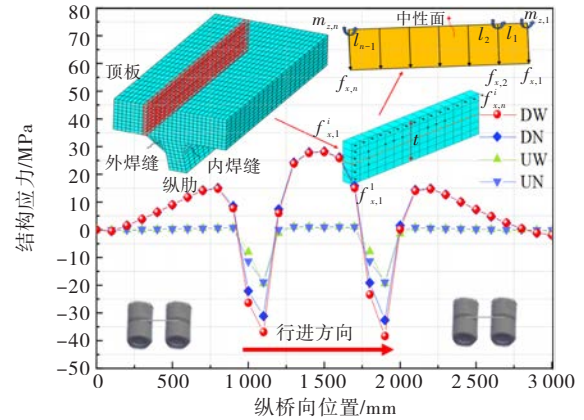 80
70
60
50
40
30
20
10
0
-10
-20
-30
-40
-50
结构应力/MPa
0
500
1 000
1 500
2 000
2 500
3 000
纵桥向位置/mm
顶板
外焊缝
内焊缝
纵肋
m_{z,n}
中性面
m_{z,1}
l_{n-1}
l_2
l_1
f_{x,n}
f_{x,2}
f_{x,1}
f^i_{x,n}
f^i_{x,1}
t
f^1_{x,1}
DW
DN
UW
UN
行进方向